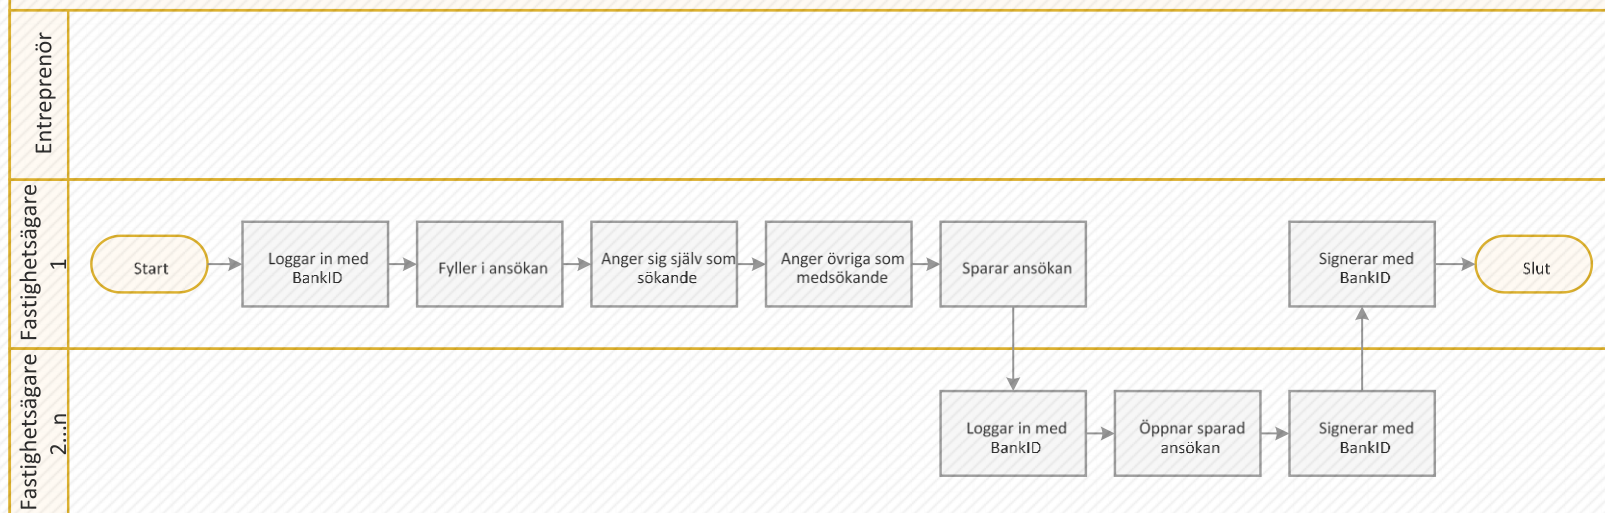 Entreprenör
Fastighetsägare
1
Start
Loggar in med
BankID
Fyller i ansökan
Anger sig själv som
sökande
Anger övriga som
medsökande
Sparar ansökan
Signerar med
BankID
Slut
Fastighetsägare
2...n
Loggar in med
BankID
Öppnar sparad
ansökan
Signerar med
BankID